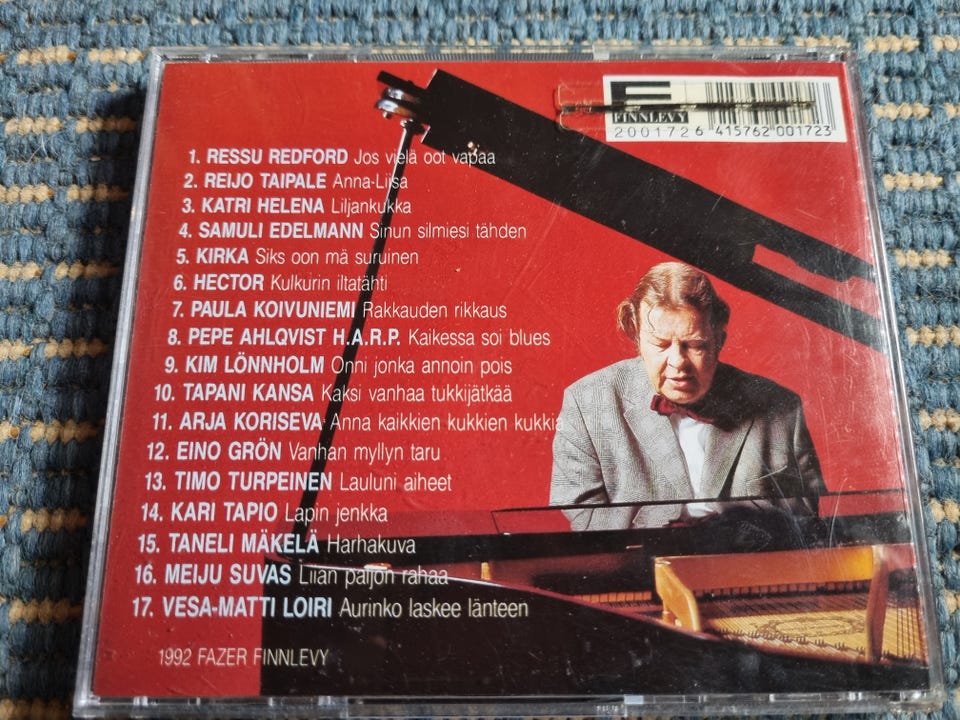 FINNLEVY
2001726 415762 001723
1. RESSU REDFORD Jos vielä oot vapaa
2. REIJO TAIPALE Anna-Liisa
3. KATRI HELENA Liljankukka
4. SAMULI EDELMANN Sinun silmiesi tähden
5. KIRKA Siks oon mä suruinen
6. HECTOR Kulkurin iltatähti
7. PAULA KOIVUNIEMI Rakkauden rikkaus
8. PEPE AHLQVIST H.A.R.P. Kaikessa soi blues
9. KIM LÖNNHOLM Onni jonka annoin pois
10. TAPANI KANSA Kaksi vanhaa tukkijätkää
11. ARJA KORISEVA Anna kaikkien kukkien kukkia
12. EINO GRÖN Vanhan myllyn taru
13. TIMO TURPEINEN Lauluni aiheet
14. KARI TAPIO Lapin jenkka
15. TANELI MÄKELÄ Harhakuva
16. MEIJU SUVAS Liian paljon rahaa
17. VESA-MATTI LOIRI Aurinko laskee länteen
1992 FAZER FINNLEVY